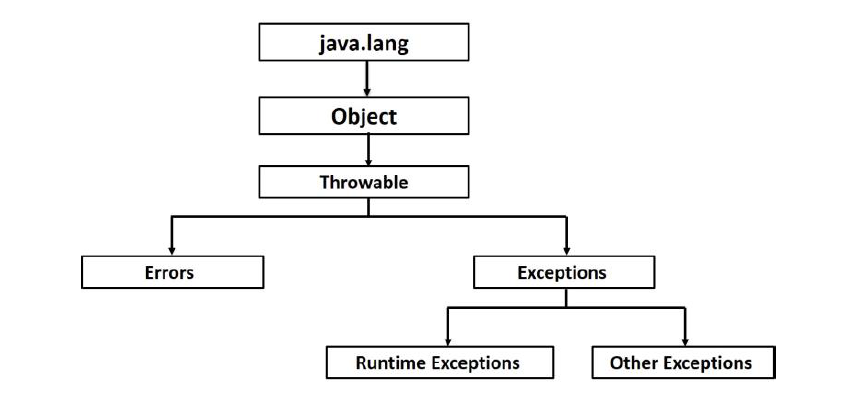 java.lang
Object
Throwable
Errors
Exceptions
Runtime Exceptions
Other Exceptions